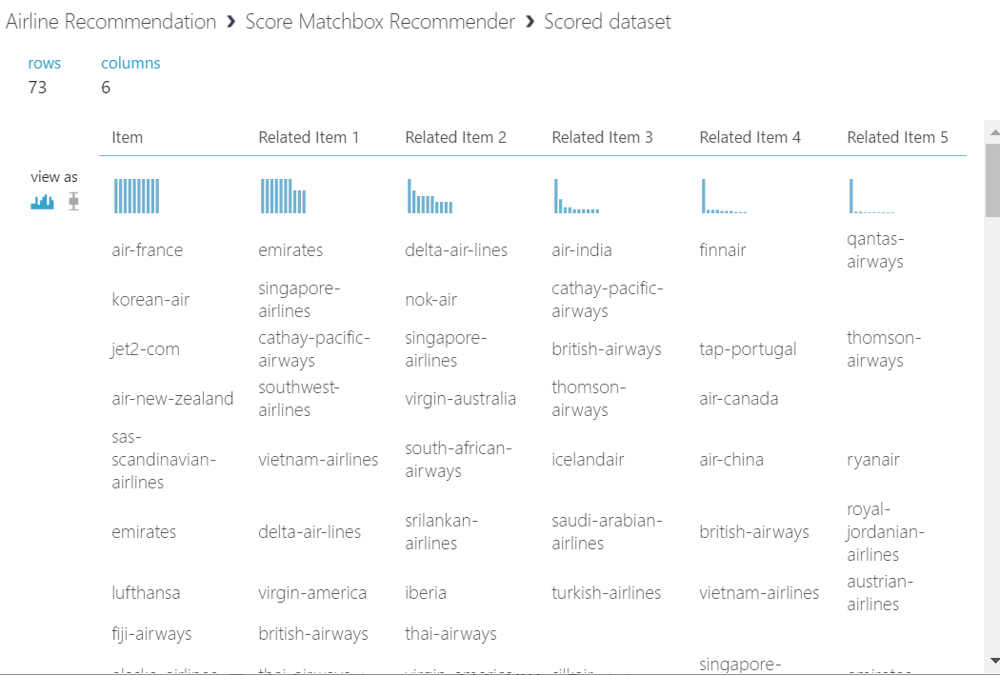 Airline Recommendation › Score Matchbox Recommender › Scored dataset
rows columns
73 6
Item Related Item 1 Related Item 2 Related Item 3 Related Item 4 Related Item 5
view as
air-france emirates delta-air-lines air-india finnair qantas-
airways
korean-air singapore-
airlines nok-air cathay-pacific-
airways
jet2-com cathay-pacific-
airways singapore-
airlines british-airways tap-portugal thomson-
airways
air-new-zealand southwest-
airlines virgin-australia thomson-
airways air-canada
sas-
scandinavian-
airlines vietnam-airlines south-african-
airways icelandair air-china ryanair
emirates delta-air-lines srilankan-
airlines saudi-arabian-
airlines british-airways royal-
jordanian-
airlines
lufthansa virgin-america iberia turkish-airlines vietnam-airlines austrian-
airlines
fiji-airways british-airways thai-airways
singapore-